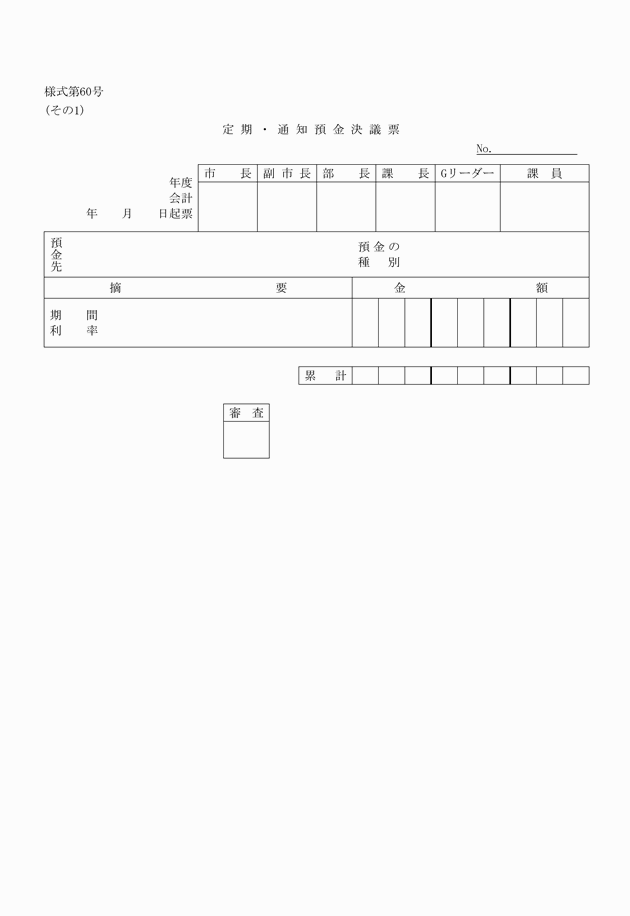 様式第60号
（その1）
定期・通知預金決議票
No.
年度
会計
年　月　日起票
市長　副市長　部長　課長　Gリーダー　課員
預金先
預金の
種別
摘要　金額
期間
利率
累計
審査